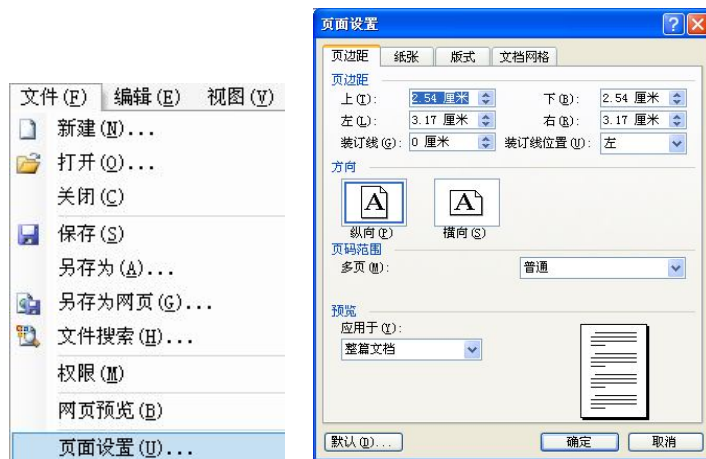 文件(F) 编辑(E) 视图(V)
新建(N)...
打开(O)...
关闭(C)
保存(S)
另存为(A)...
另存为网页(G)...
文件搜索(H)...
权限(M)
网页预览(B)
页面设置(U)...
页面设置
页边距 纸张 版式 文档网格
页边距
上(T): 2.54 厘米 下(B): 2.54 厘米
左(L): 3.17 厘米 右(R): 3.17 厘米
装订线(G): 0 厘米 装订线位置(U): 左
方向
A A
纵向(P) 横向(S)
页码范围
多页(M): 普通
预览
应用于(Y):
整篇文档
默认(D)... 确定 取消